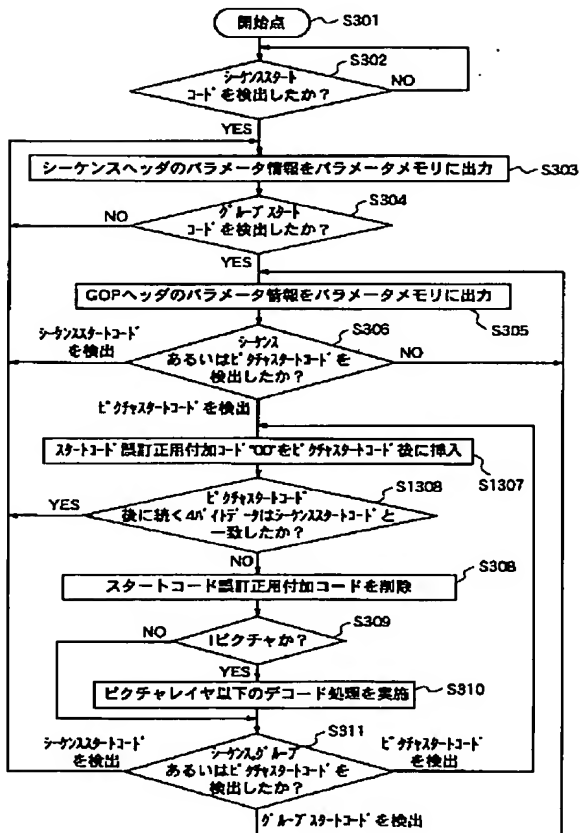 開始点
S301
シーケンススタート
コードを検出したか？
S302
NO
YES
シーケンスヘッダのパラメータ情報をパラメータメモリに出力
S303
グループスタート
コードを検出したか？
S304
NO
YES
GOPヘッダのパラメータ情報をパラメータメモリに出力
S305
シーケンススタートコード
を検出
シーケンス
あるいはピクチャスタートコードを
検出したか？
S306
NO
ピクチャスタートコードを検出
スタートコード誤訂正用付加コード"00"をピクチャスタートコード後に挿入
S1307
ピクチャスタートコード
後に続く4バイトデータはシーケンススタートコードと
一致したか？
S1308
YES
NO
スタートコード誤訂正用付加コードを削除
S308
Iピクチャか？
S309
NO
YES
ピクチャレイヤ以下のデコード処理を実施
S310
シーケンススタートコード
を検出
シーケンス,グループ
あるいはピクチャスタートコードを
検出したか？
S311
ピクチャスタートコード
を検出
グループスタートコードを検出